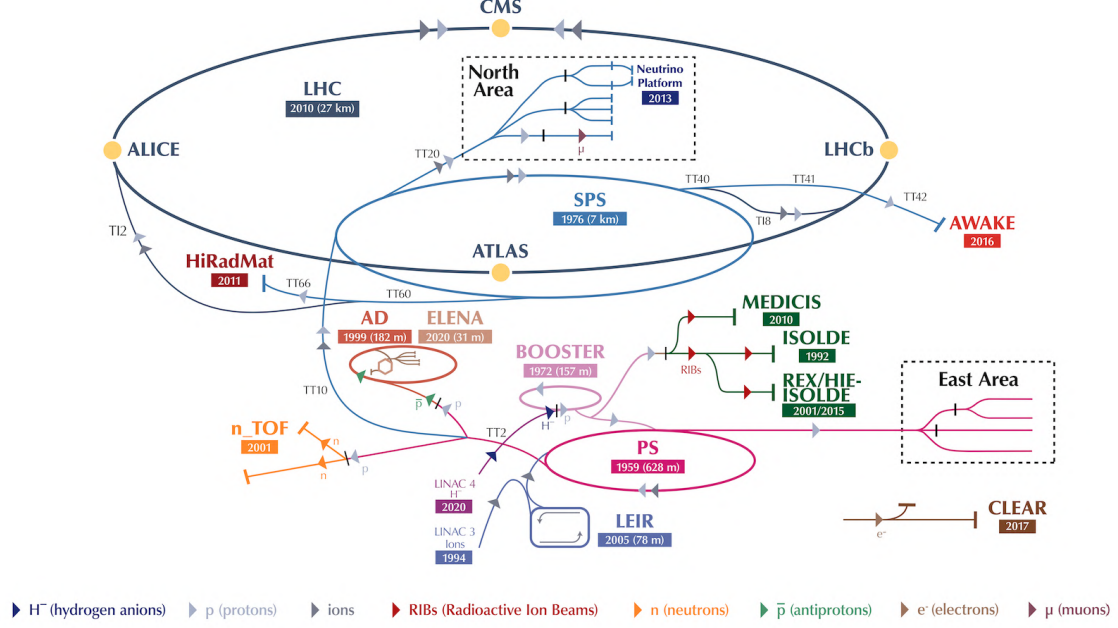 CMS
North
Area
Neutrino
Platform
2013
LHC
2010 (27 km)
μ
ALICE
LHCb
TT20
TT40
TT41
TT42
SPS
1976 (7 km)
TI8
AWAKE
2016
TI2
ATLAS
HiRadMat
2011
TT66
TT60
MEDICIS
2010
AD
1999 (182 m)
ELENA
2020 (31 m)
ISOLDE
1992
BOOSTER
1972 (157 m)
RIBs
REX/HIE-
ISOLDE
2001/2015
East Area
TT10
p̅
p
H⁻
p
n_TOF
2001
n
n
p
TT2
PS
1959 (628 m)
LINAC 4
H⁻
2020
LINAC 3
Ions
1994
LEIR
2005 (78 m)
CLEAR
2017
e⁻
H⁻ (hydrogen anions)
p (protons)
ions
RIBs (Radioactive Ion Beams)
n (neutrons)
p̅ (antiprotons)
e⁻ (electrons)
μ (muons)